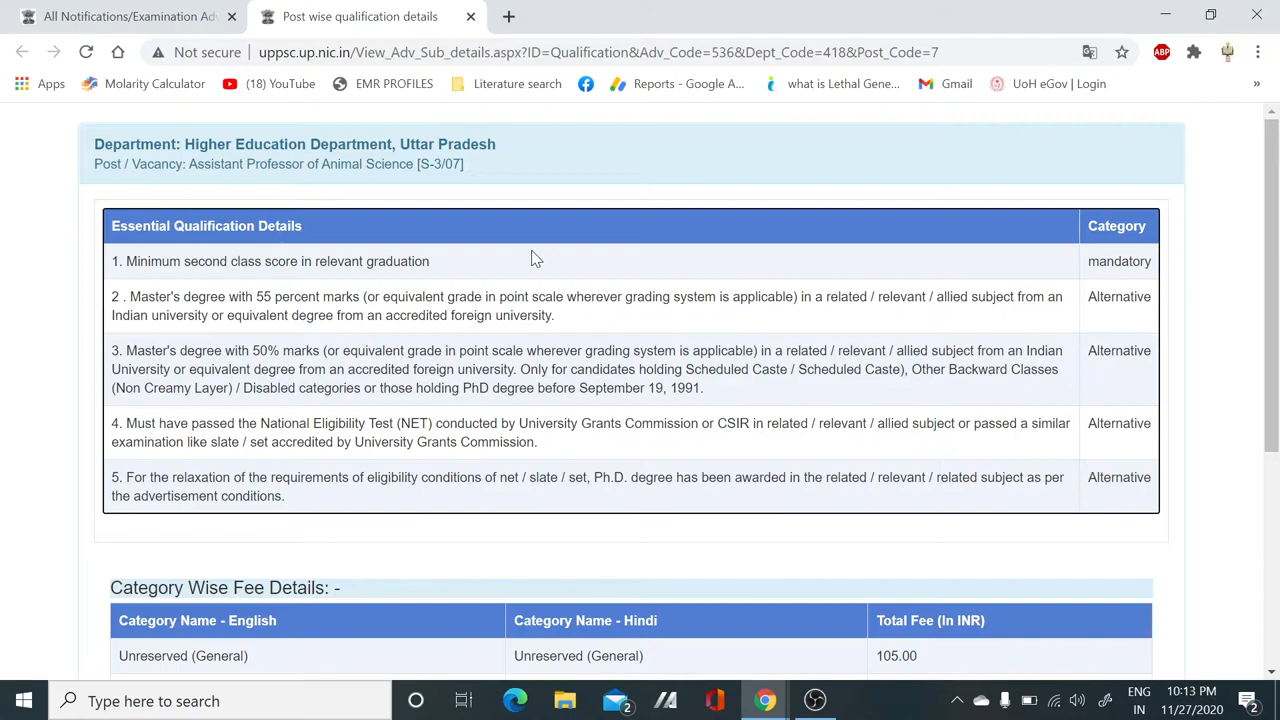 All Notifications/Examination Adv
Post wise qualification details
Not secure
uppsc.up.nic.in/View_Adv_Sub_details.aspx?ID=Qualification&Adv_Code=536&Dept_Code=418&Post_Code=7
ABP
Apps
Molarity Calculator
(18) YouTube
EMR PROFILES
Literature search
Reports - Google A...
what is Lethal Gene...
Gmail
UoH eGov | Login
»
Department: Higher Education Department, Uttar Pradesh
Post / Vacancy: Assistant Professor of Animal Science [S-3/07]
Essential Qualification Details Category
1. Minimum second class score in relevant graduation mandatory
2 . Master's degree with 55 percent marks (or equivalent grade in point scale wherever grading system is applicable) in a related / relevant / allied subject from an Alternative
Indian university or equivalent degree from an accredited foreign university.
3. Master's degree with 50% marks (or equivalent grade in point scale wherever grading system is applicable) in a related / relevant / allied subject from an Indian Alternative
University or equivalent degree from an accredited foreign university. Only for candidates holding Scheduled Caste / Scheduled Caste), Other Backward Classes
(Non Creamy Layer) / Disabled categories or those holding PhD degree before September 19, 1991.
4. Must have passed the National Eligibility Test (NET) conducted by University Grants Commission or CSIR in related / relevant / allied subject or passed a similar Alternative
examination like slate / set accredited by University Grants Commission.
5. For the relaxation of the requirements of eligibility conditions of net / slate / set, Ph.D. degree has been awarded in the related / relevant / related subject as per Alternative
the advertisement conditions.
Category Wise Fee Details: -
Category Name - English Category Name - Hindi Total Fee (In INR)
Unreserved (General) Unreserved (General) 105.00
Type here to search
2
ENG
IN
10:13 PM
11/27/2020
2